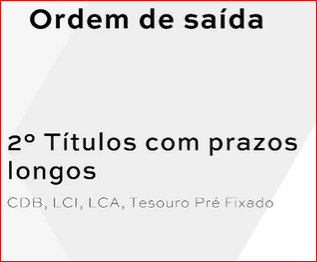 Ordem de saída
2º Títulos com prazos
longos
CDB, LCI, LCA, Tesouro Pré Fixado